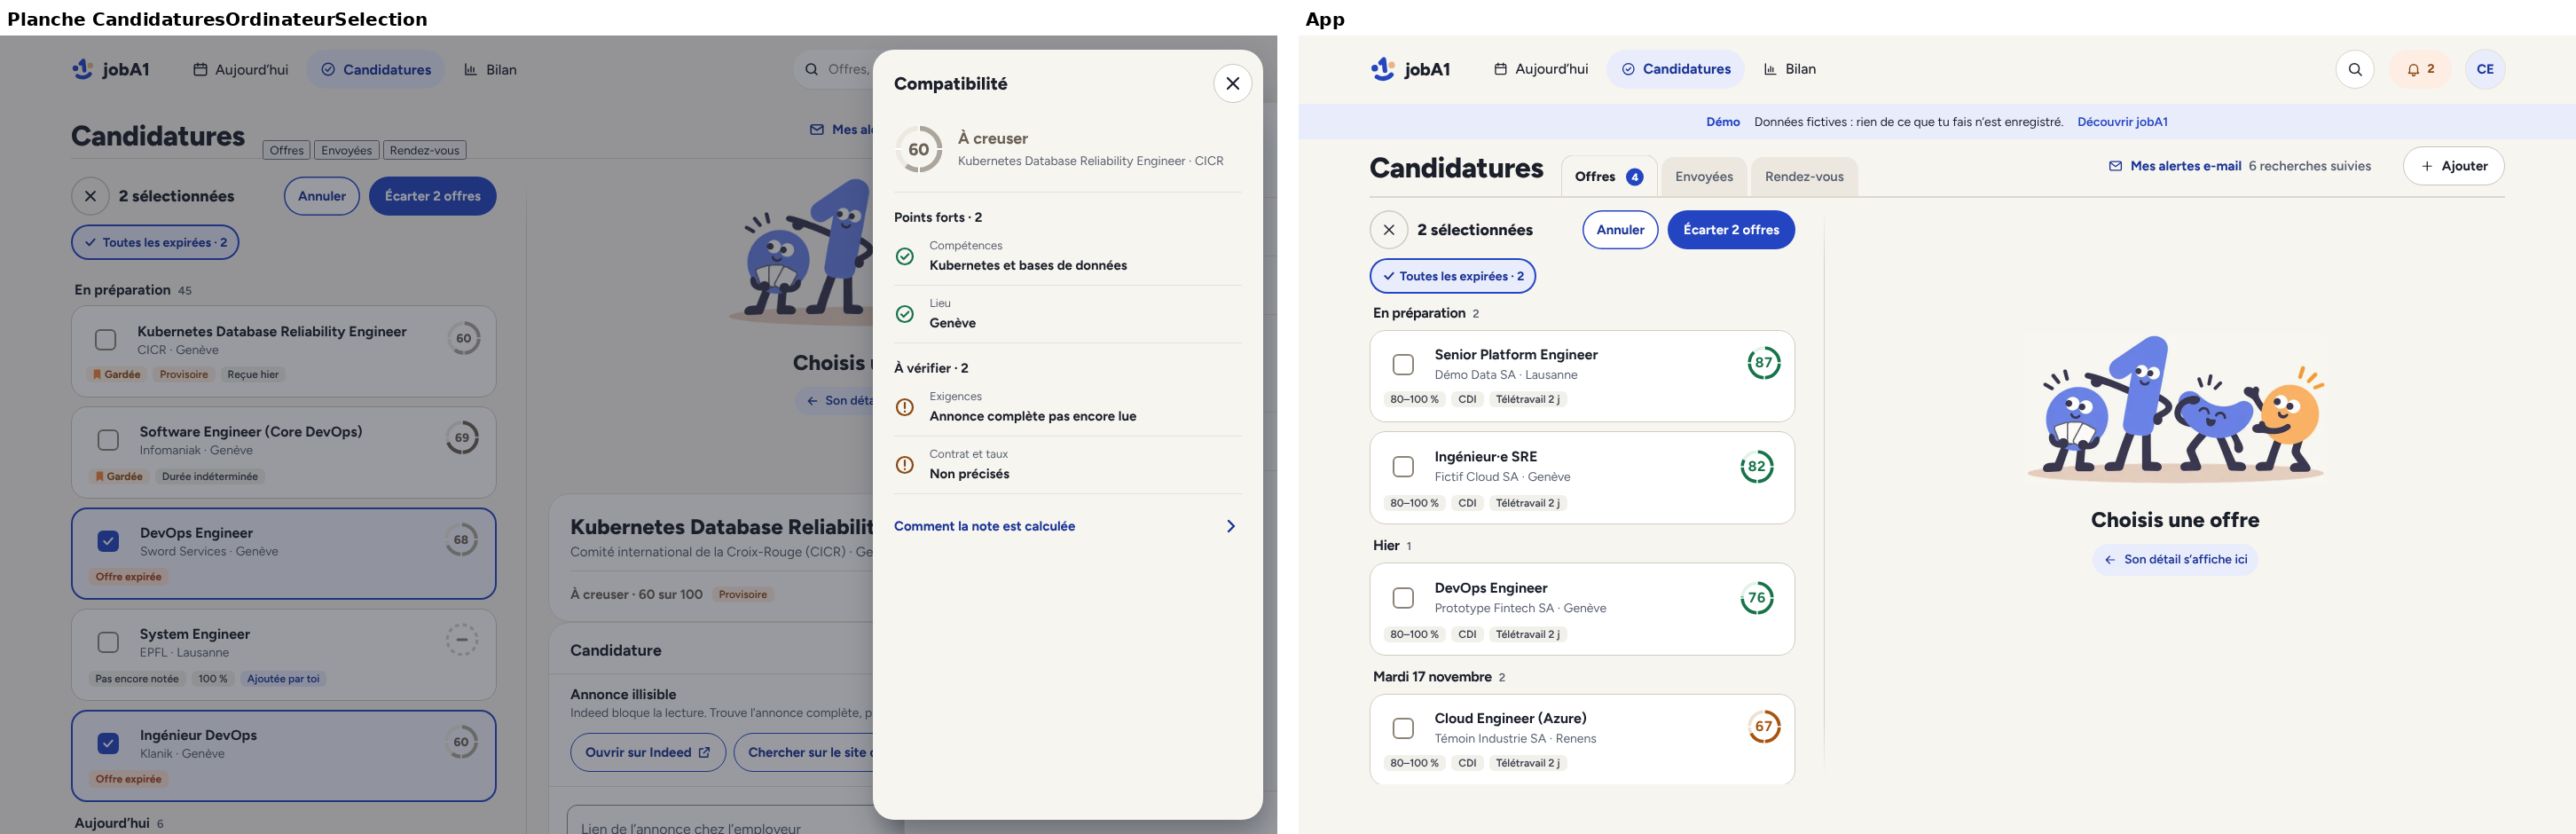 Planche CandidaturesOrdinateurSelection
jobA1
Aujourd'hui
Candidatures
Bilan
Offres,
Candidatures
Offres
Envoyées
Rendez-vous
Mes
2 sélectionnées
Annuler
Écarter 2 offres
Toutes les expirées · 2
En préparation 45
Kubernetes Database Reliability Engineer
CICR · Genève
60
Gardée
Provisoire
Reçue hier
Software Engineer (Core DevOps)
Infomaniak · Genève
69
Gardée
Durée indéterminée
DevOps Engineer
Sword Services · Genève
68
Offre expirée
System Engineer
EPFL · Lausanne
–
Pas encore notée
100 %
Ajoutée par toi
Ingénieur DevOps
Klanik · Genève
60
Offre expirée
Aujourd'hui 6
Choisis
Son
Kubernetes Database
Comité international de la Croix-Rouge (CICR) ·
À creuser · 60 sur 100
Provisoire
Candidature
Annonce illisible
Indeed bloque la lecture. Trouve l'annonce complète,
Ouvrir sur Indeed
Chercher sur le site
Lien de l'annonce chez l'employeur
Compatibilité
60
À creuser
Kubernetes Database Reliability Engineer · CICR
Points forts · 2
Compétences
Kubernetes et bases de données
Lieu
Genève
À vérifier · 2
Exigences
Annonce complète pas encore lue
Contrat et taux
Non précisés
Comment la note est calculée
App
jobA1
Aujourd'hui
Candidatures
Bilan
2
CE
Démo Données fictives : rien de ce que tu fais n'est enregistré. Découvrir jobA1
Candidatures
Offres 4
Envoyées
Rendez-vous
Mes alertes e-mail 6 recherches suivies
+ Ajouter
2 sélectionnées
Annuler
Écarter 2 offres
Toutes les expirées · 2
En préparation 2
Senior Platform Engineer
Démo Data SA · Lausanne
87
80–100 %
CDI
Télétravail 2 j
Ingénieur·e SRE
Fictif Cloud SA · Genève
82
80–100 %
CDI
Télétravail 2 j
Hier 1
DevOps Engineer
Prototype Fintech SA · Genève
76
80–100 %
CDI
Télétravail 2 j
Mardi 17 novembre 2
Cloud Engineer (Azure)
Témoin Industrie SA · Renens
67
80–100 %
CDI
Télétravail 2 j
Choisis une offre
← Son détail s'affiche ici